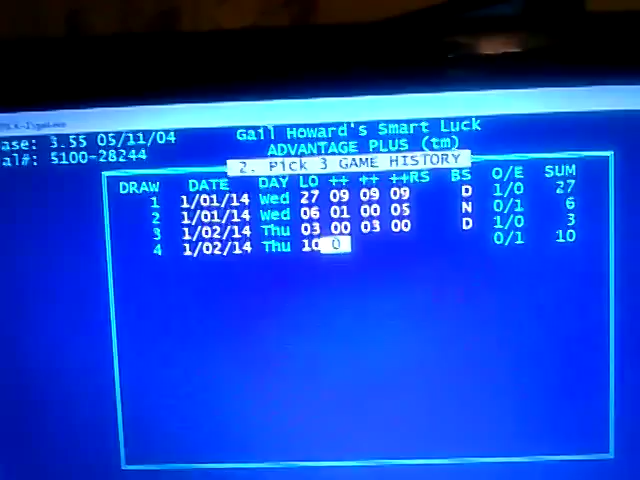 ase: 3.55 05/11/04
al#: 5100-28244
Gail Howard's Smart Luck
ADVANTAGE PLUS (tm)
2. Pick 3 GAME HISTORY
DRAW DATE DAY LO ++ ++ ++RS BS O/E SUM
1 1/01/14 Wed 27 09 09 09 D 1/0 27
2 1/01/14 Wed 06 01 00 05 N 0/1 6
3 1/02/14 Thu 03 00 03 00 D 1/0 3
4 1/02/14 Thu 10 0 0/1 10